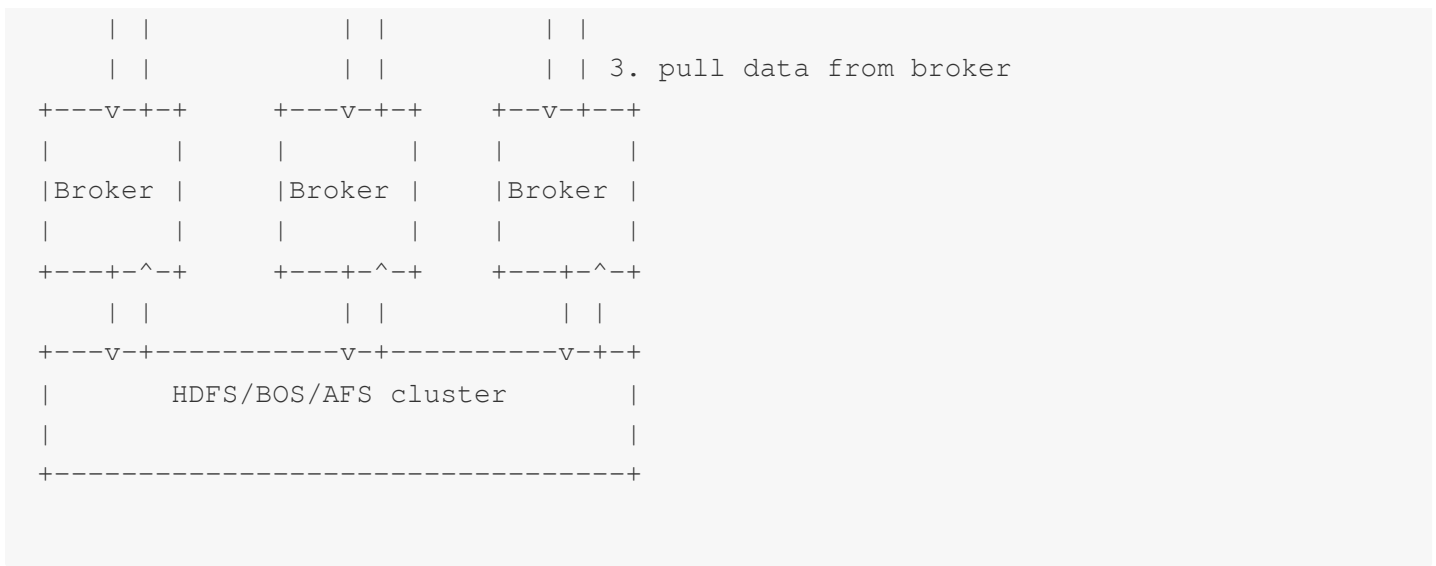 | |            | |          | |
    | |            | |          | | 3. pull data from broker
+---v-+-+     +---v-+-+    +--v-+--+
|       |     |       |    |       |
|Broker |     |Broker |    |Broker |
|       |     |       |    |       |
+---+-^-+     +---+-^-+    +---+-^-+
    | |            | |           | |
+---v-+-----------v-+----------v-+-+
|       HDFS/BOS/AFS cluster       |
|                                  |
+----------------------------------+